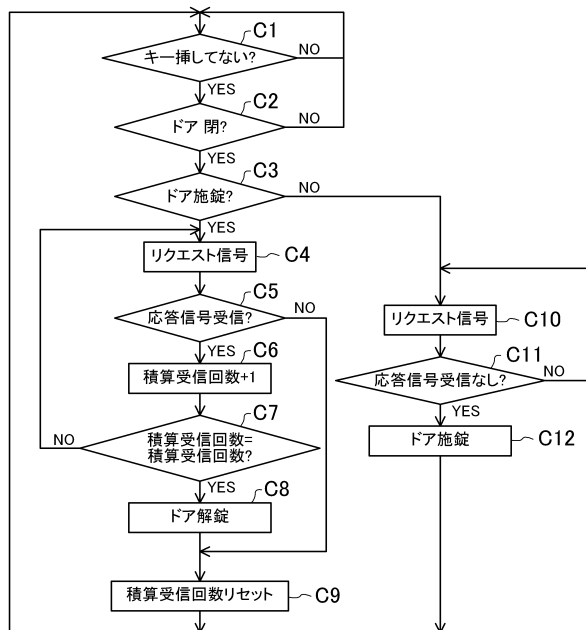 C1
キー挿してない?
NO
YES
C2
ドア 閉?
NO
YES
C3
ドア施錠?
NO
YES
リクエスト信号
C4
C5
応答信号受信?
NO
YES
C6
積算受信回数+1
C7
積算受信回数=
積算受信回数?
NO
YES
C8
ドア解錠
積算受信回数リセット
C9
リクエスト信号
C10
C11
応答信号受信なし?
NO
YES
ドア施錠
C12